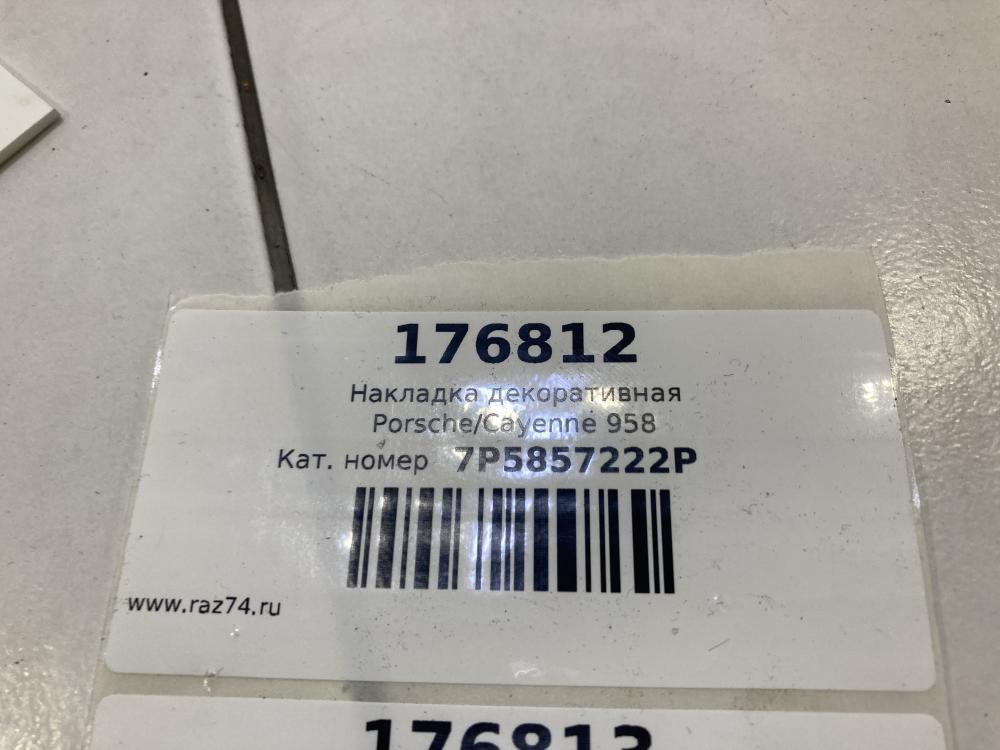 176812
Накладка декоративная
Porsche/Cayenne 958
Кат. номер 7P5857222P
www.raz74.ru
176813